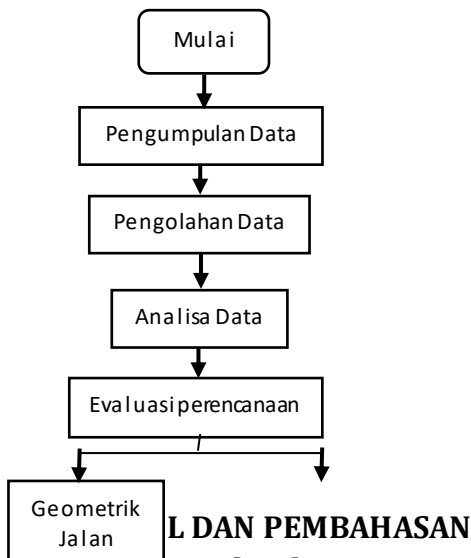 Mulai
Pengumpulan Data
Pengolahan Data
Analisa Data
Evaluasi perencanaan
Geometrik
Jalan
L DAN PEMBAHASAN